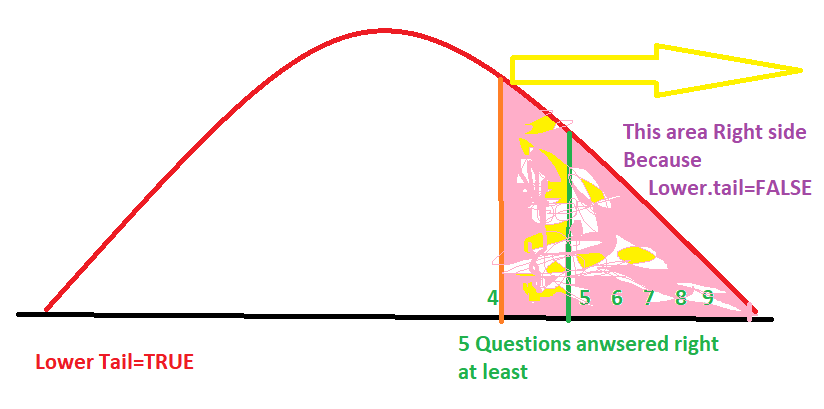 This area Right side
Because
Lower.tail=FALSE
4 5 6 7 8 9
5 Questions anwsered right
at least
Lower Tail=TRUE